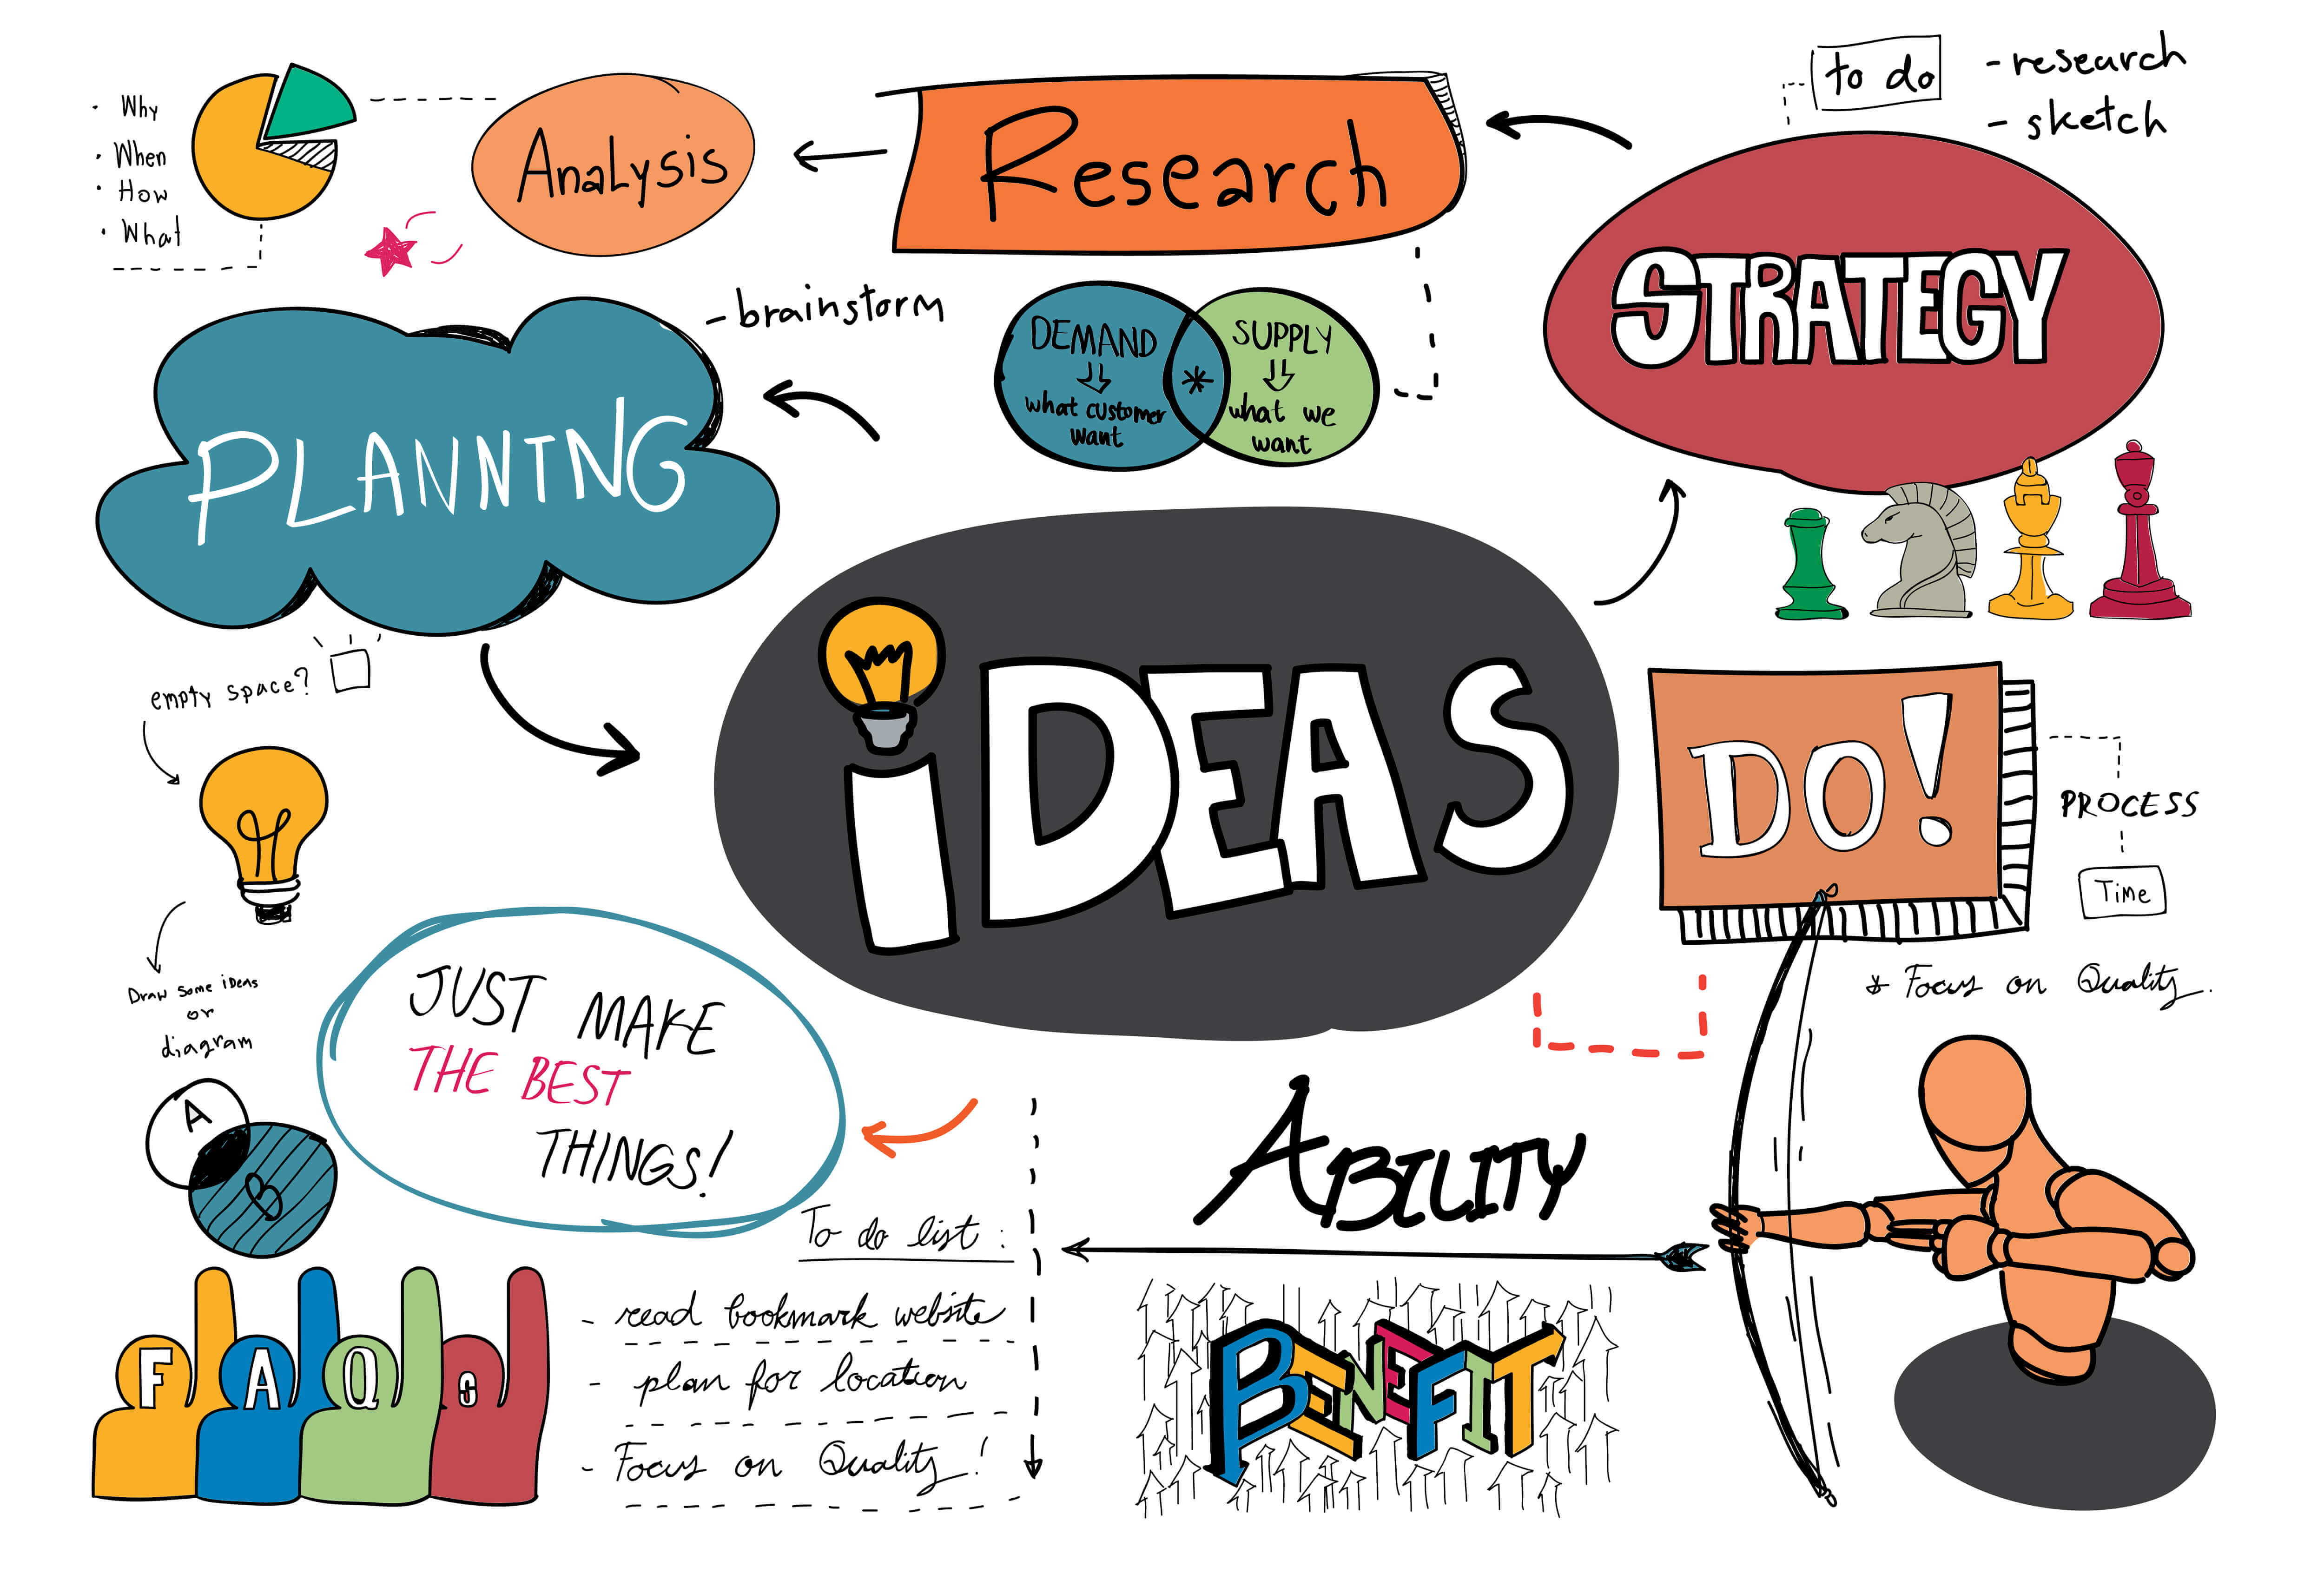 • Why
• When
• How
• What
Analysis
Research
to do
- research
- sketch
STRATEGY
- brainstorm
DEMAND
what customer
want
*
SUPPLY
what we
want
PLANNING
empty space?
Draw some iDeas
or
diagram
A
B
iDEAS
DO!
PROCESS
Time
* Focus on Quality.
JUST MAKE
THE BEST
THINGS!
ABILITY
To do list :
- read bookmark website
- plan for location
- Focus on Quality!
FAQs
BENEFIT